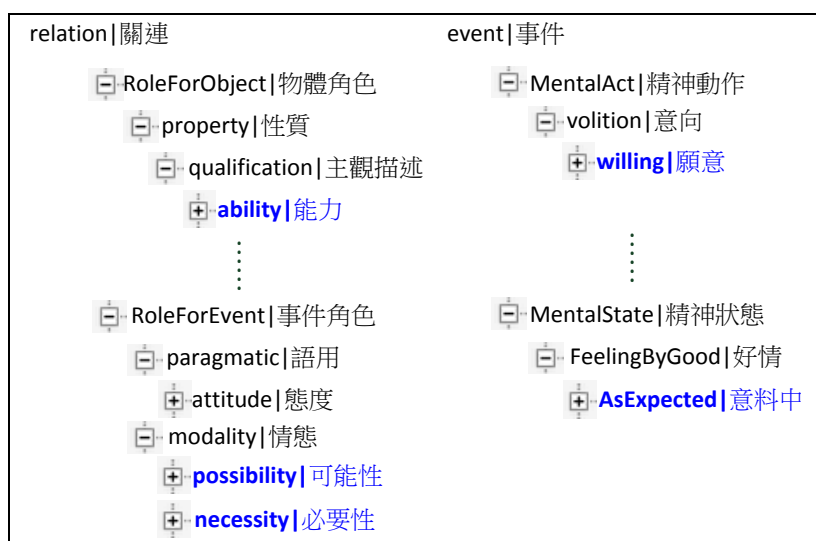 relation|關連
RoleForObject|物體角色
property|性質
qualification|主觀描述
ability|能力
RoleForEvent|事件角色
paragmatic|語用
attitude|態度
modality|情態
possibility|可能性
necessity|必要性
event|事件
MentalAct|精神動作
volition|意向
willing|願意
MentalState|精神狀態
FeelingByGood|好情
AsExpected|意料中